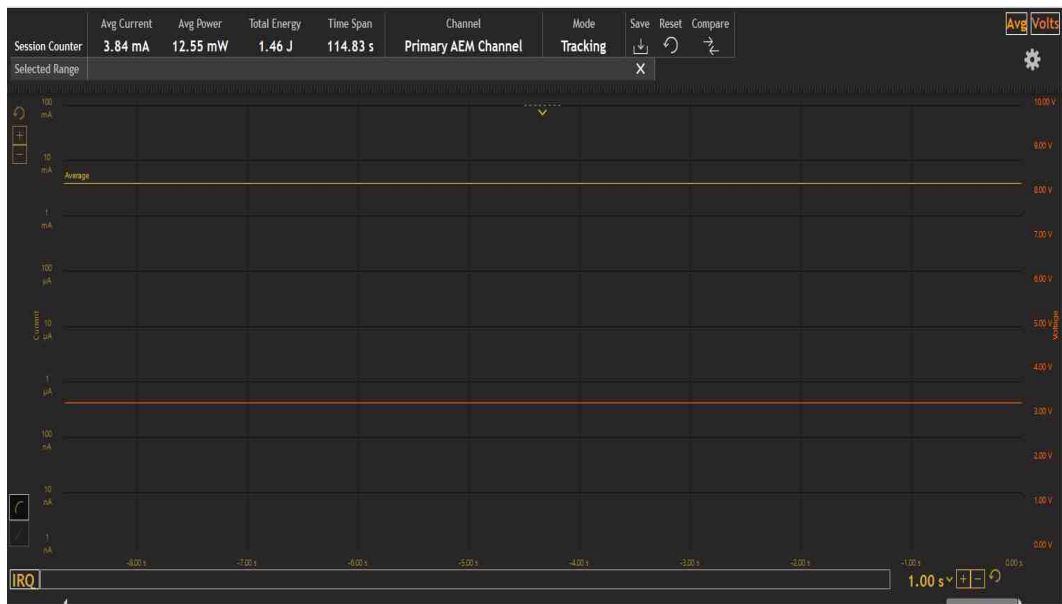 Avg Current Avg Power Total Energy Time Span Channel Mode Save Reset Compare Avg Volts
Session Counter 3.84 mA 12.55 mW 1.46 J 114.83 s Primary AEM Channel Tracking
Selected Range X
100 mA 10.00 V
9.00 V
10 mA
Average
8.00 V
1 mA
7.00 V
100 µA 6.00 V
Current 10 µA 5.00 V Voltage
4.00 V
1 µA
3.00 V
100 nA
2.00 V
10 nA 1.00 V
1 nA 0.00 V
-8.00 s -7.00 s -6.00 s -5.00 s -4.00 s -3.00 s -2.00 s -1.00 s 0.00 s
IRQ 1.00 s + −